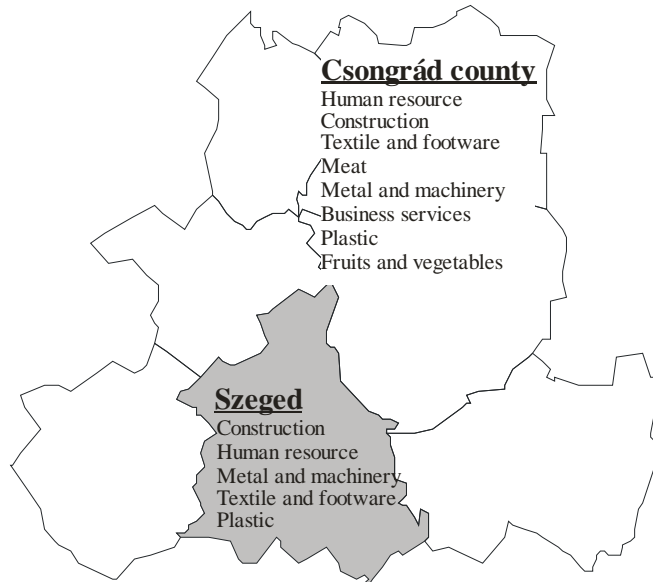 Csongrád county
Human resource
Construction
Textile and footware
Meat
Metal and machinery
Business services
Plastic
Fruits and vegetables
Szeged
Construction
Human resource
Metal and machinery
Textile and footware
Plastic